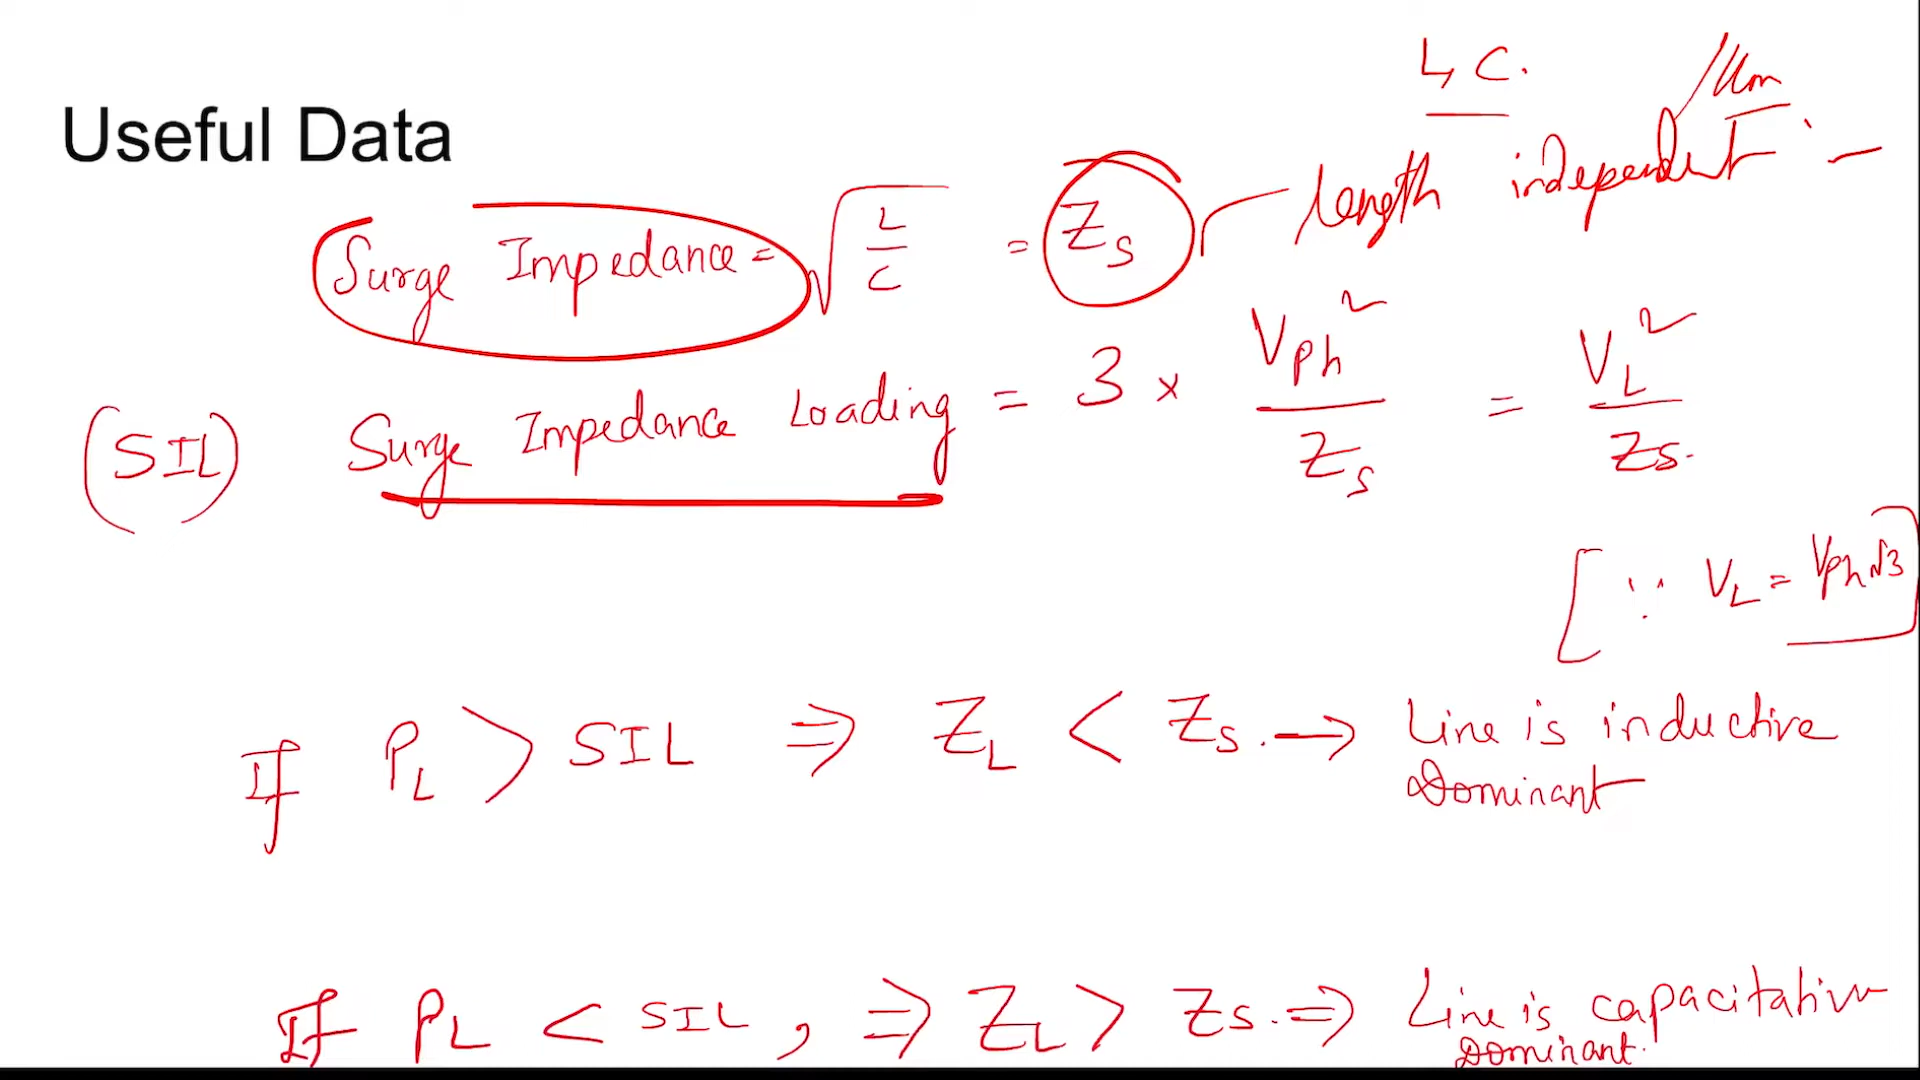 L, C. /km
Useful Data
length independent :-
Surge Impedance = √(L/C) = Zs
(SIL) Surge Impedance Loading = 3 × Vph²/Zs = VL²/Zs.
[∵ VL = Vph√3]
If PL > SIL ⇒ ZL < Zs. → Line is inductive
Dominant
If PL < SIL, ⇒ ZL > Zs. ⇒ Line is capacitative
Dominant.